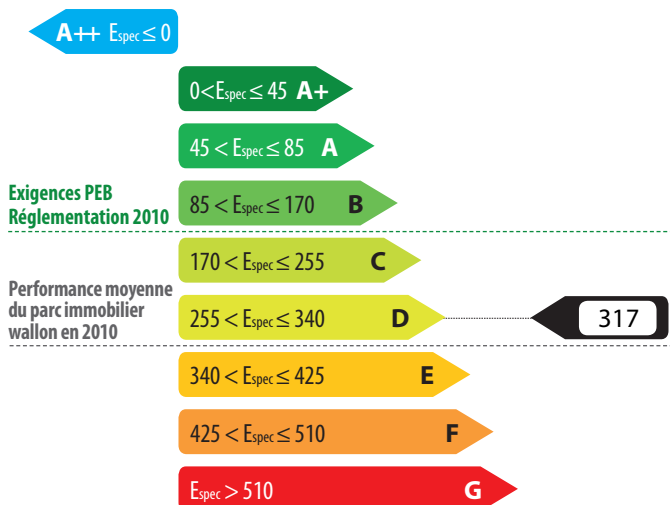 A++ Espec ≤ 0
0<Espec ≤ 45 A+
45 < Espec ≤ 85 A
Exigences PEB
Réglementation 2010
85 < Espec ≤ 170 B
170 < Espec ≤ 255 C
Performance moyenne
du parc immobilier
wallon en 2010
255 < Espec ≤ 340 D
317
340 < Espec ≤ 425 E
425 < Espec ≤ 510 F
Espec > 510 G